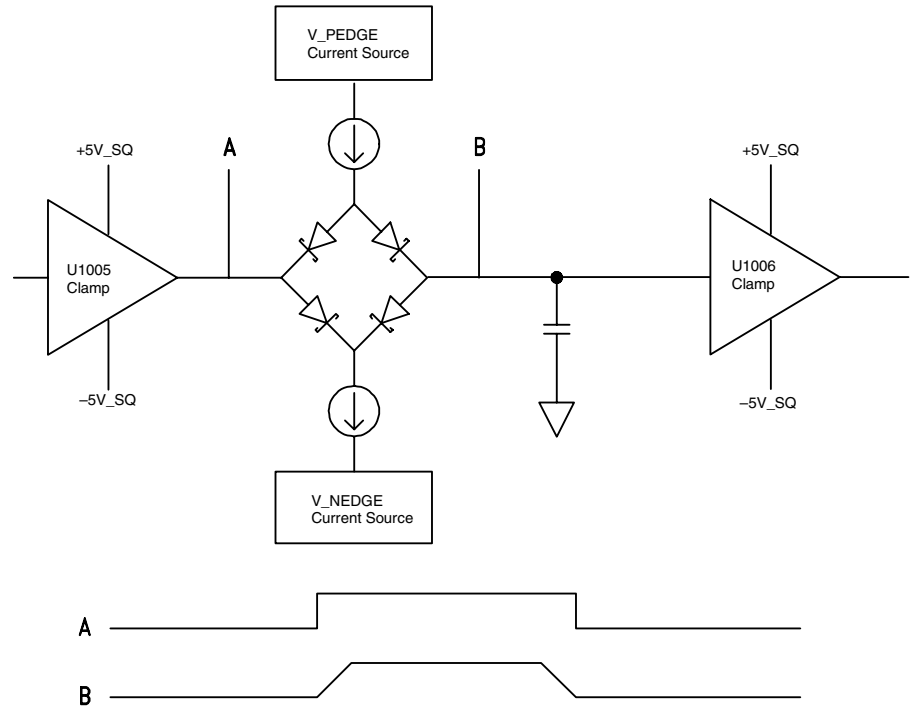 V_PEDGE
Current Source
+5V_SQ
A
B
+5V_SQ
U1005
Clamp
U1006
Clamp
–5V_SQ
–5V_SQ
V_NEDGE
Current Source
A
B